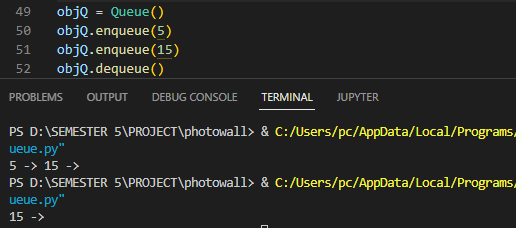 49 objQ = Queue()
50 objQ.enqueue(5)
51 objQ.enqueue(15)
52 objQ.dequeue()
PROBLEMS OUTPUT DEBUG CONSOLE TERMINAL JUPYTER
PS D:\SEMESTER 5\PROJECT\photowall> & C:/Users/pc/AppData/Local/Programs/
ueue.py"
5 -> 15 ->
PS D:\SEMESTER 5\PROJECT\photowall> & C:/Users/pc/AppData/Local/Programs/
ueue.py"
15 ->